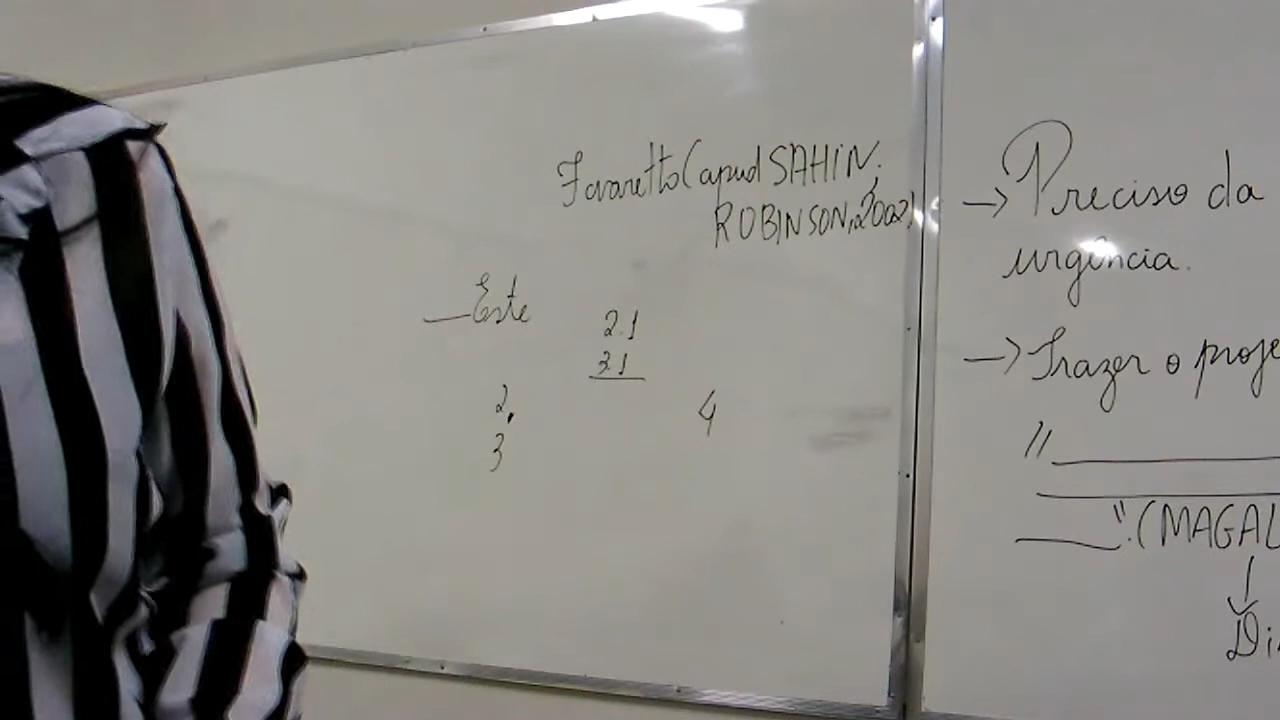 Favaretto (apud SAHIN;
ROBINSON, 2002)
Este
2.1
3.1
2.
3
4
→ Preciso da
urgência.
→ Trazer o proje
"
". (MAGAL
Di